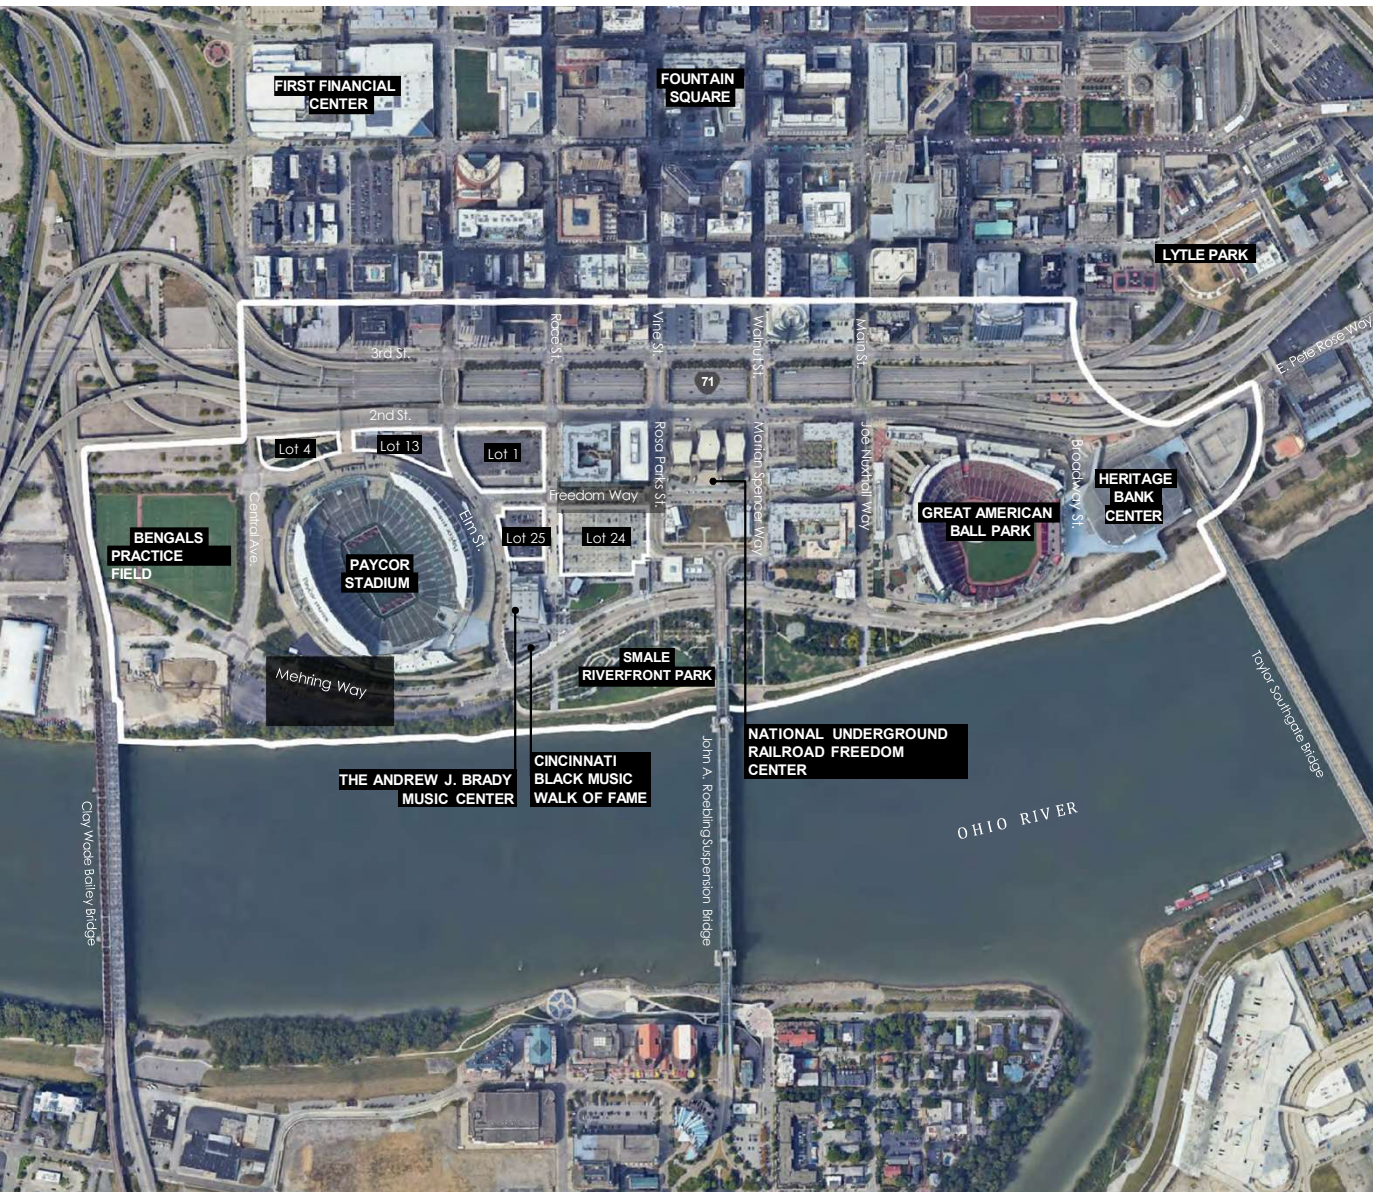 FIRST FINANCIAL
CENTER
FOUNTAIN
SQUARE
LYTLE PARK
Race St.
Vine St.
Walnut St.
Main St.
3rd St.
E. Pete Rose Way
71
2nd St.
Lot 4
Lot 13
Lot 1
Rosa Parks St.
Marian Spence Way
Joe Nuxhall Way
Broadway St.
HERITAGE
BANK
CENTER
Central Ave.
Elm St.
Freedom Way
GREAT AMERICAN
BALL PARK
BENGALS
PRACTICE
FIELD
Lot 25
Lot 24
PAYCOR
STADIUM
SMALE
RIVERFRONT PARK
Mehring Way
Taylor Southgate Bridge
NATIONAL UNDERGROUND
RAILROAD FREEDOM
CENTER
THE ANDREW J. BRADY
MUSIC CENTER
CINCINNATI
BLACK MUSIC
WALK OF FAME
John A. Roebling Suspension Bridge
Clay Wade Bailey Bridge
OHIO RIVER